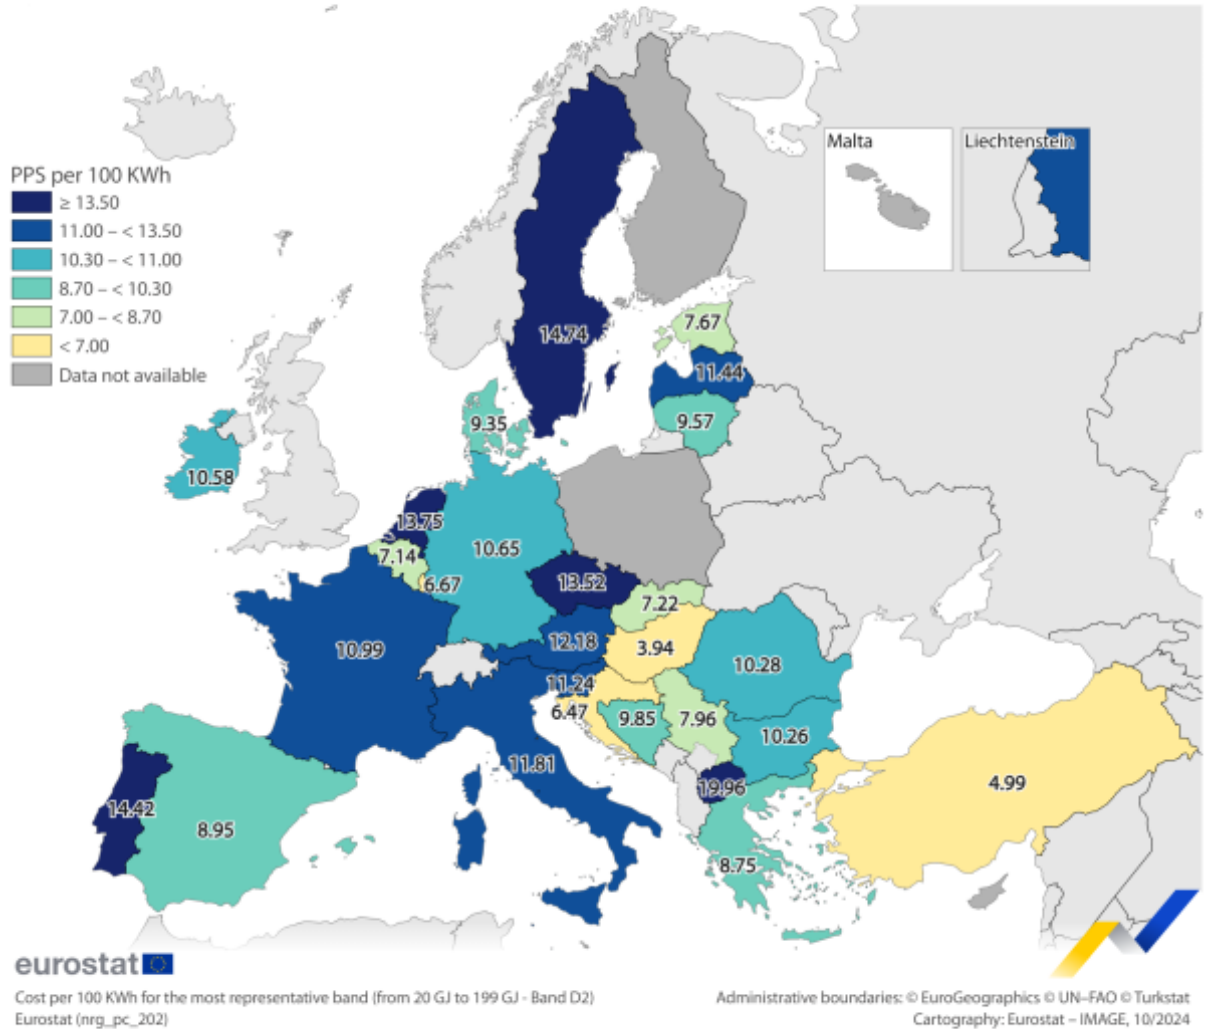 Malta
Liechtenstein
PPS per 100 KWh
≥ 13.50
11.00 – < 13.50
10.30 – < 11.00
8.70 – < 10.30
7.00 – < 8.70
< 7.00
Data not available
14.74
7.67
11.44
9.57
9.35
10.58
13.75
7.14
6.67
10.65
13.52
7.22
10.99
12.18
3.94
10.28
11.24
6.47
9.85
7.96
10.26
11.81
19.96
4.99
14.42
8.95
8.75
eurostat
Cost per 100 KWh for the most representative band (from 20 GJ to 199 GJ - Band D2)
Eurostat (nrg_pc_202)
Administrative boundaries: © EuroGeographics © UN–FAO © Turkstat
Cartography: Eurostat – IMAGE, 10/2024